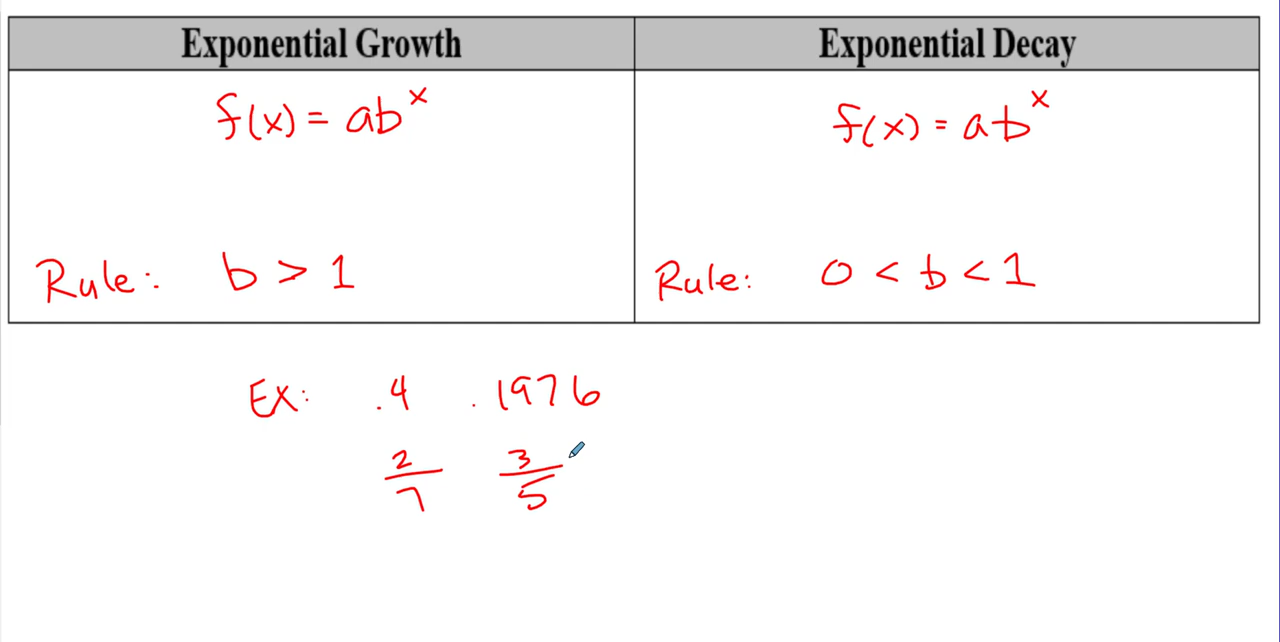 Exponential Growth Exponential Decay
f(x) = ab^x f(x) = ab^x
Rule: b > 1 Rule: 0 < b < 1
Ex: .4 .1976
2/7 3/5